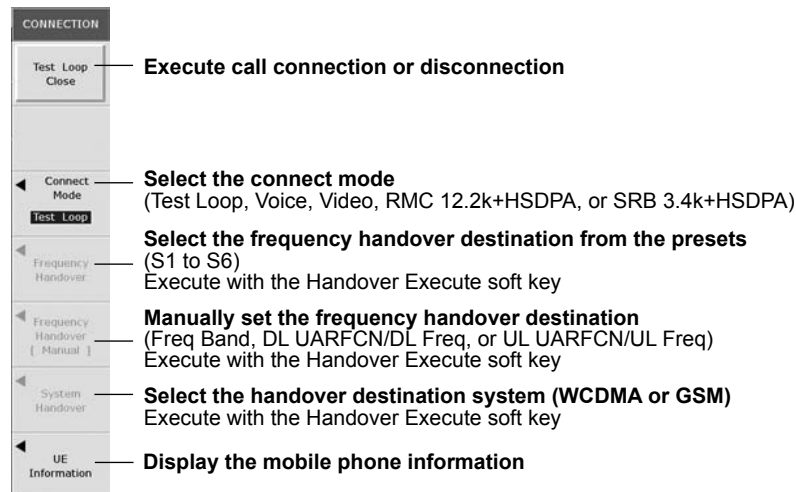 CONNECTION
Test Loop
Close
Execute call connection or disconnection
Connect
Mode
Test Loop
Select the connect mode
(Test Loop, Voice, Video, RMC 12.2k+HSDPA, or SRB 3.4k+HSDPA)
Frequency
Handover
Select the frequency handover destination from the presets
(S1 to S6)
Execute with the Handover Execute soft key
Frequency
Handover
[ Manual ]
Manually set the frequency handover destination
(Freq Band, DL UARFCN/DL Freq, or UL UARFCN/UL Freq)
Execute with the Handover Execute soft key
System
Handover
Select the handover destination system (WCDMA or GSM)
Execute with the Handover Execute soft key
UE
Information
Display the mobile phone information